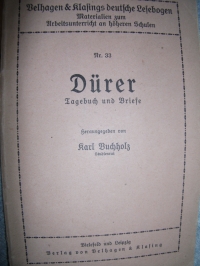 Velhagen & Klasings deutsche Lesebogen
Materialien zum
Arbeitsunterricht an höheren Schulen
Nr. 33
Dürer
Tagebuch und Briefe
Herausgegeben von
Karl Buchholz
Bielefeld und Leipzig
Verlag von Velhagen & Klasing